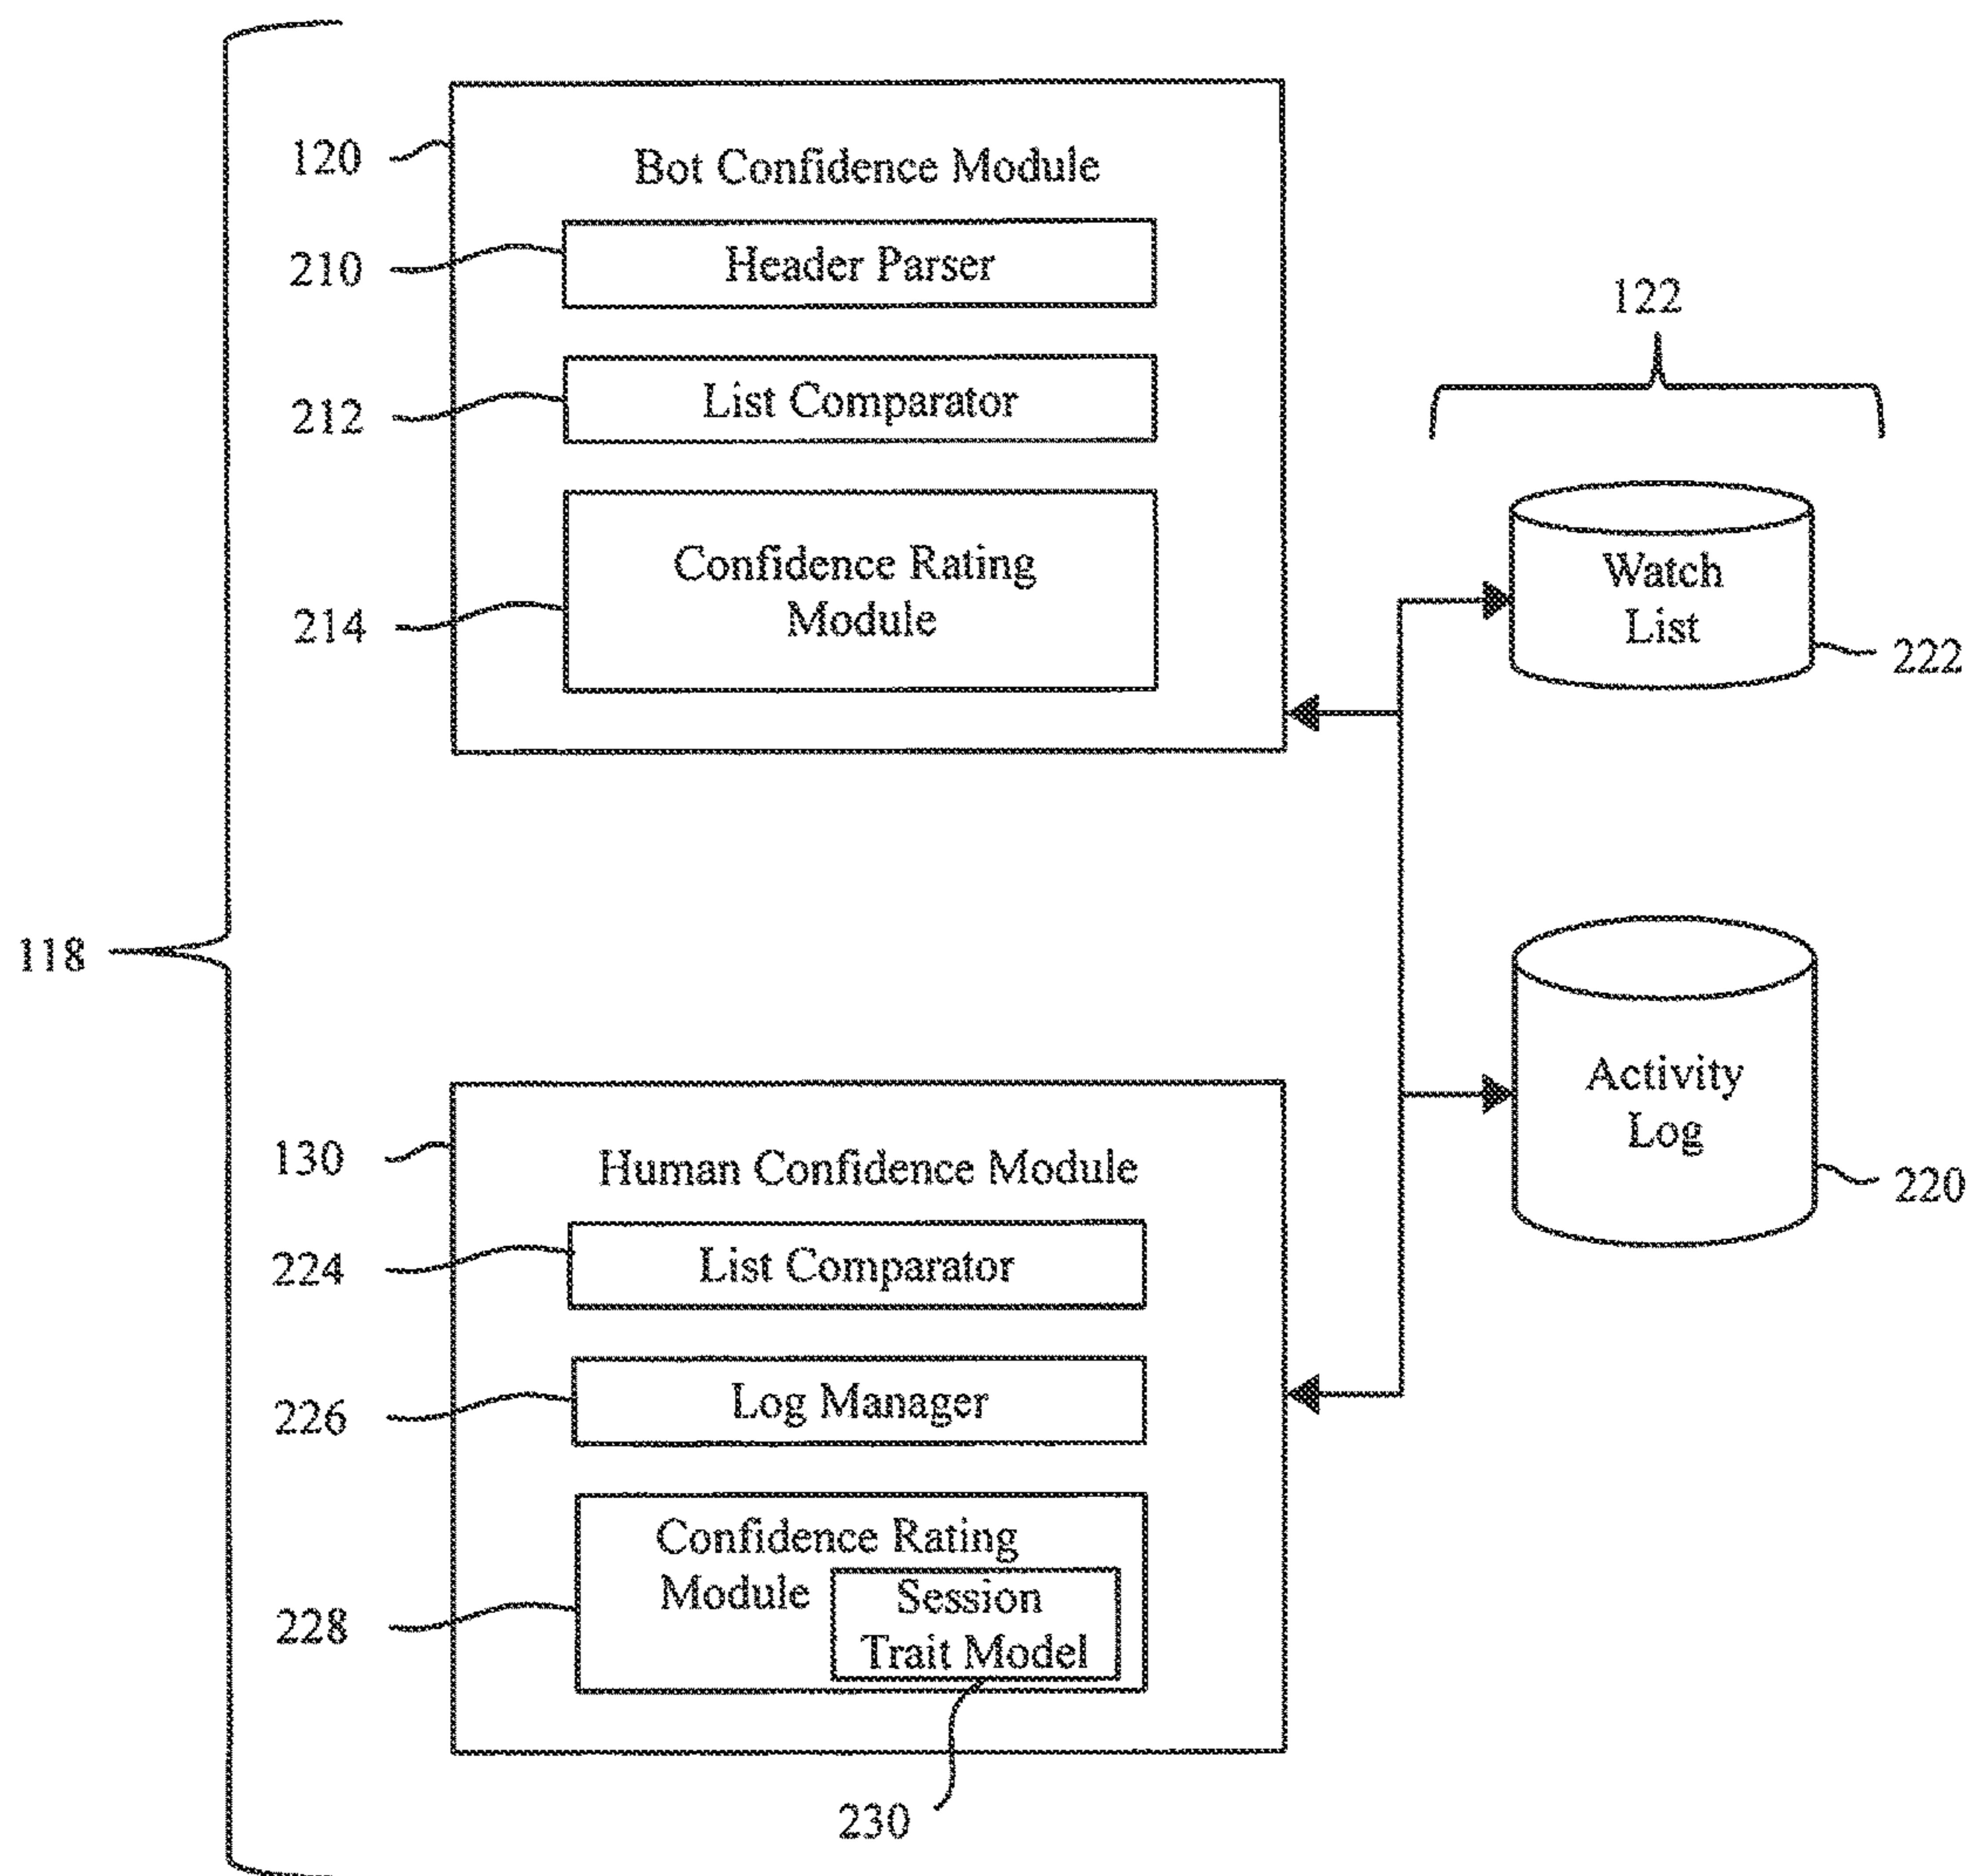 120
Bot Confidence Module
210
Header Parser
212
List Comparator
214
Confidence Rating
Module
122
Watch
List
222
118
Activity
Log
220
130
Human Confidence Module
224
List Comparator
226
Log Manager
228
Confidence Rating
Module
Session
Trait Model
230